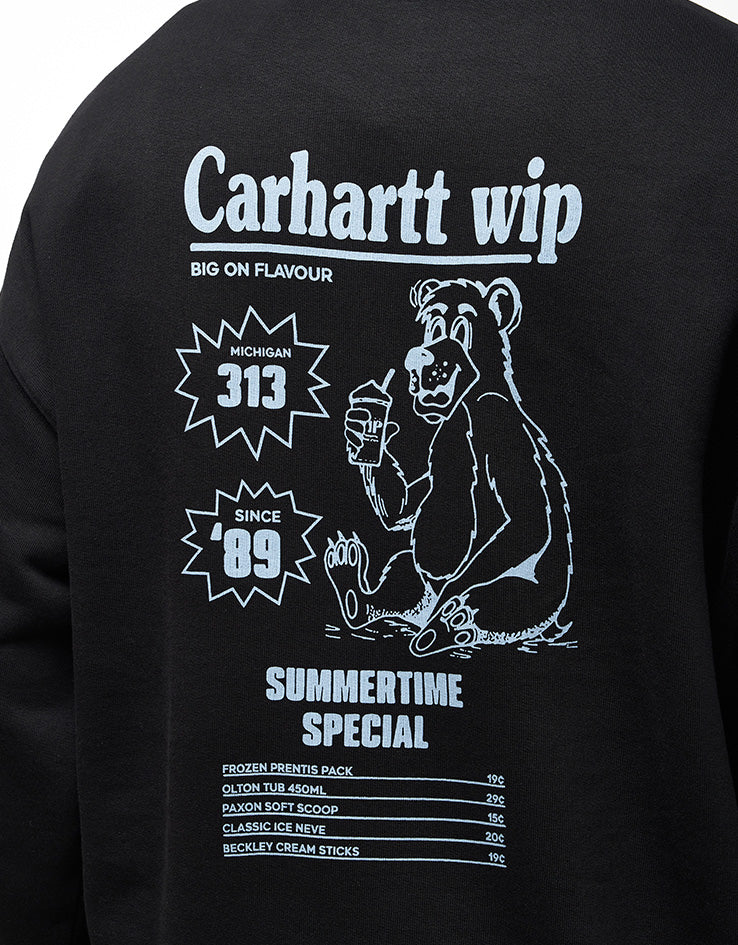 Carhartt wip
BIG ON FLAVOUR
MICHIGAN
313
SINCE
'89
SUMMERTIME
SPECIAL
FROZEN PRENTIS PACK 19¢
OLTON TUB 450ML 29¢
PAXON SOFT SCOOP 15¢
CLASSIC ICE NEVE 20¢
BECKLEY CREAM STICKS 19¢